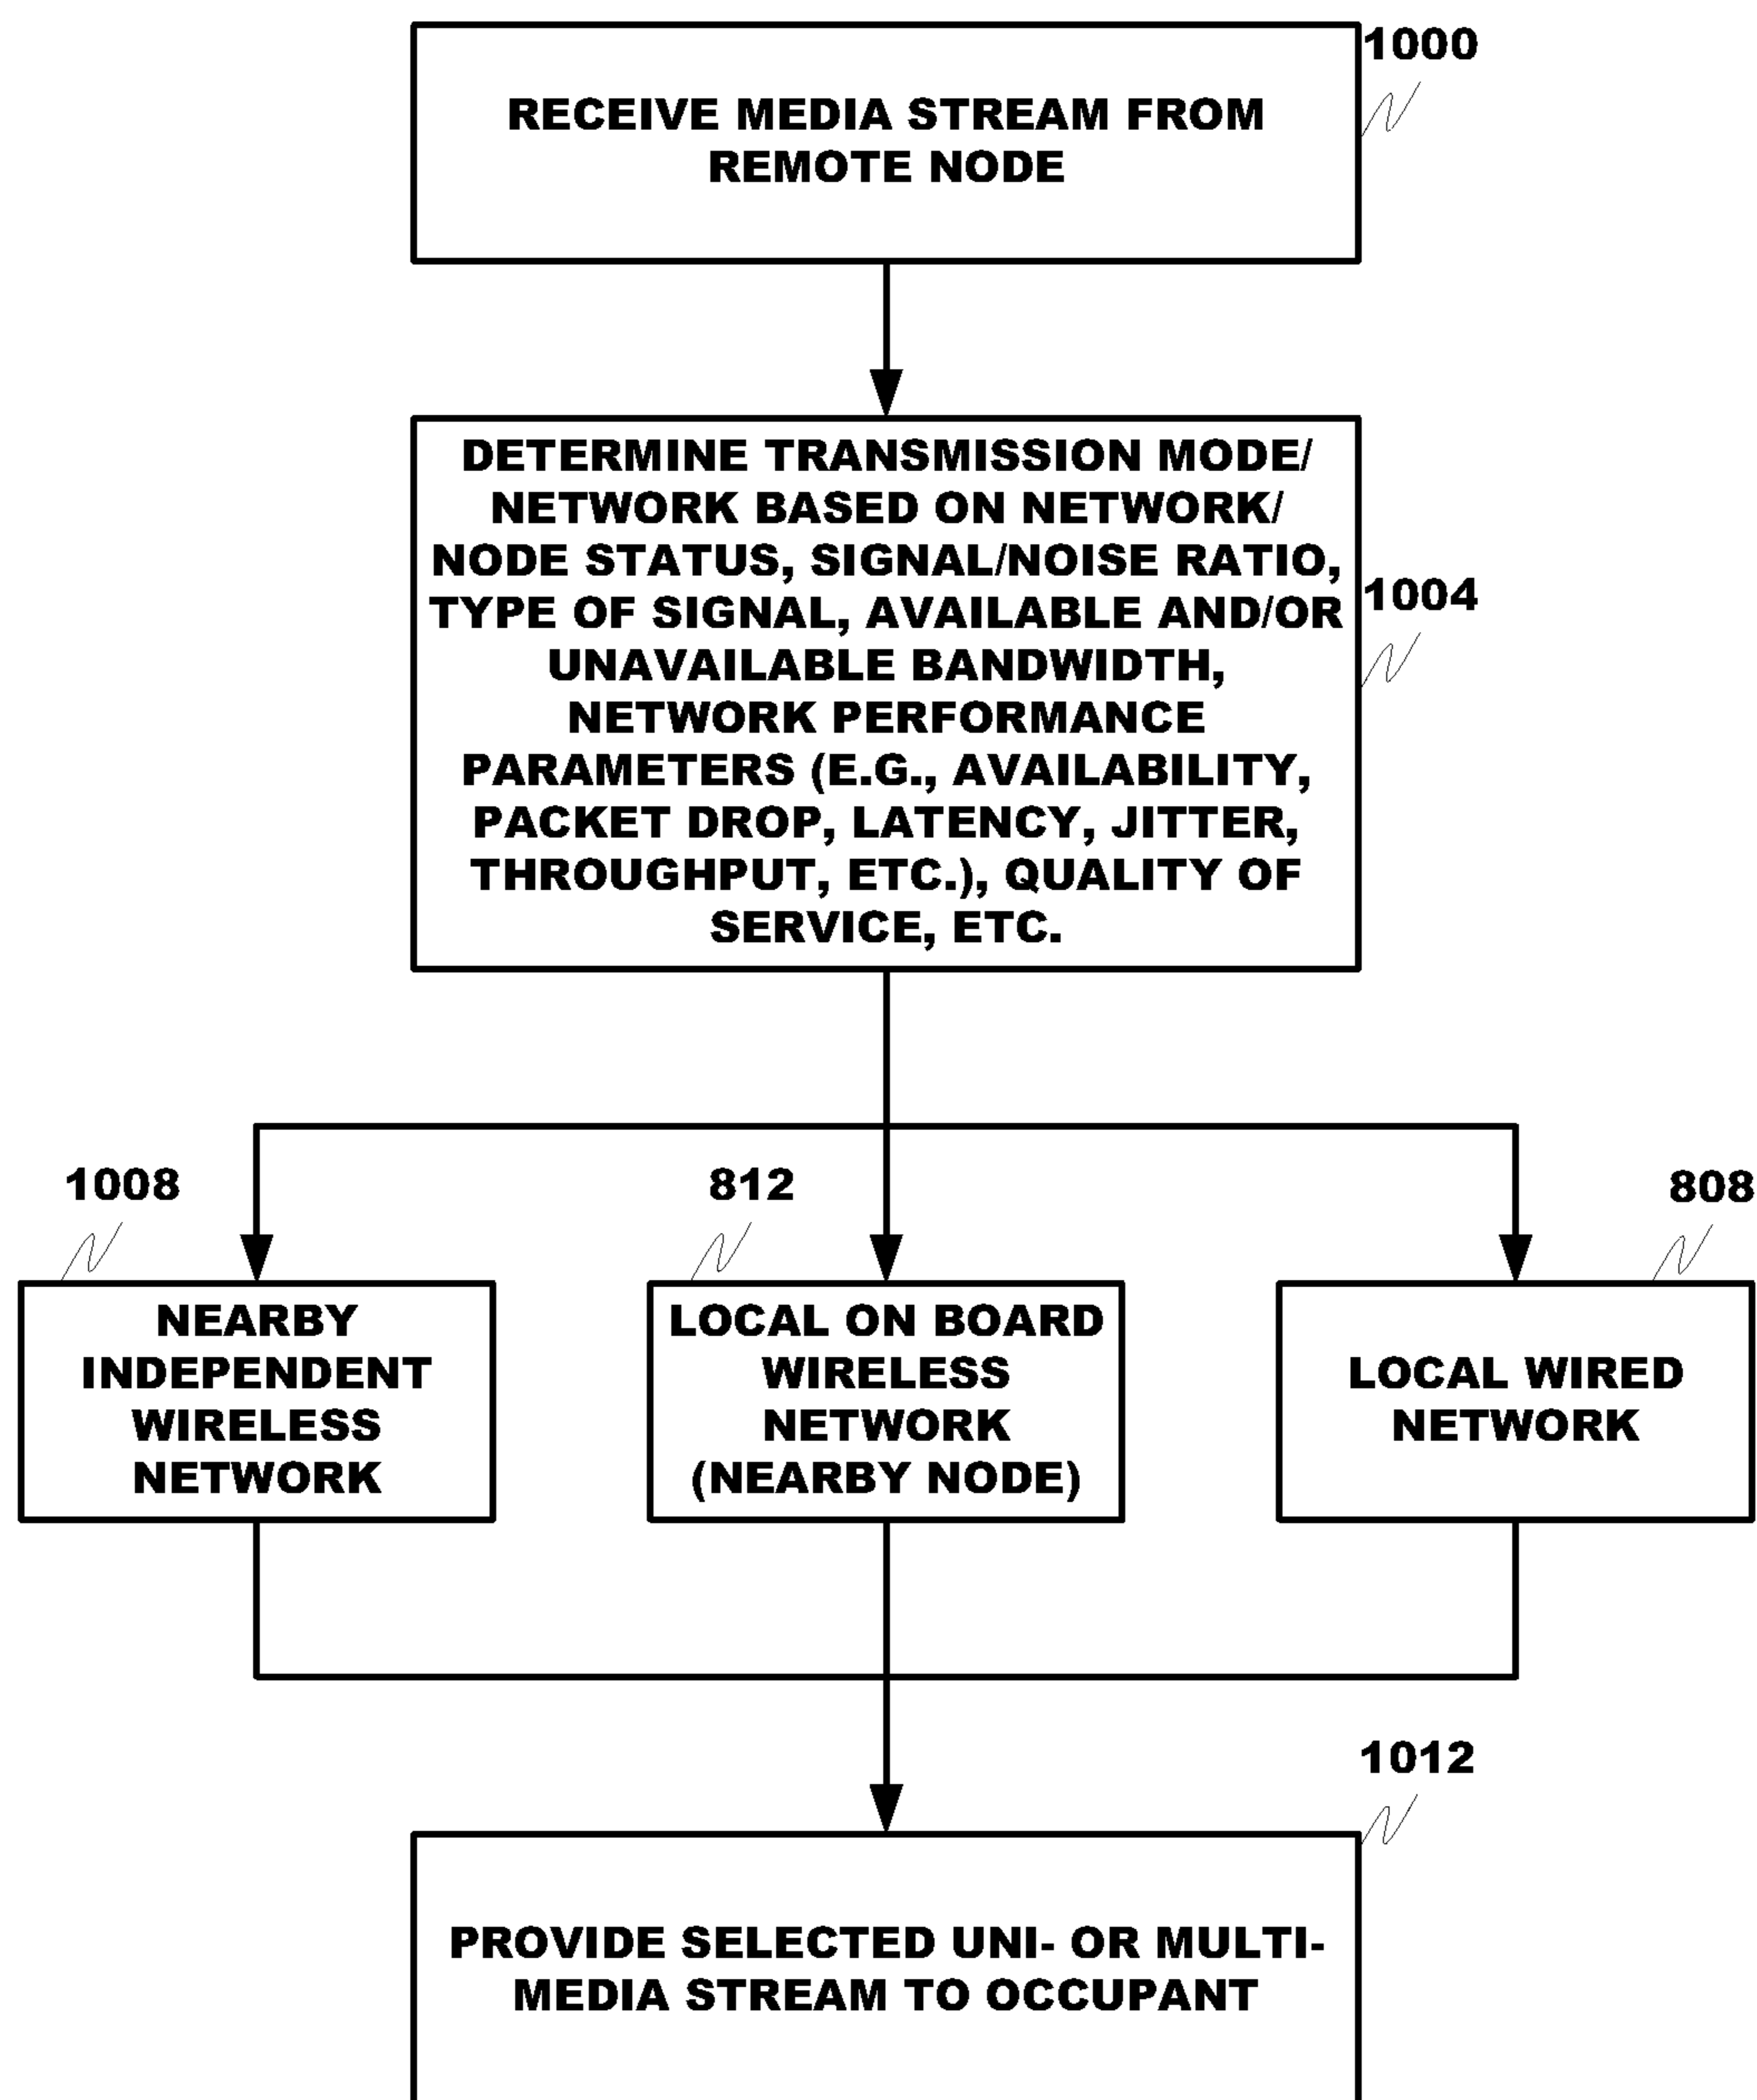 1000
RECEIVE MEDIA STREAM FROM
REMOTE NODE
DETERMINE TRANSMISSION MODE/
NETWORK BASED ON NETWORK/
NODE STATUS, SIGNAL/NOISE RATIO,
TYPE OF SIGNAL, AVAILABLE AND/OR
UNAVAILABLE BANDWIDTH,
NETWORK PERFORMANCE
PARAMETERS (E.G., AVAILABILITY,
PACKET DROP, LATENCY, JITTER,
THROUGHPUT, ETC.), QUALITY OF
SERVICE, ETC.
1004
1008
NEARBY
INDEPENDENT
WIRELESS
NETWORK
812
LOCAL ON BOARD
WIRELESS
NETWORK
(NEARBY NODE)
808
LOCAL WIRED
NETWORK
1012
PROVIDE SELECTED UNI- OR MULTI-
MEDIA STREAM TO OCCUPANT